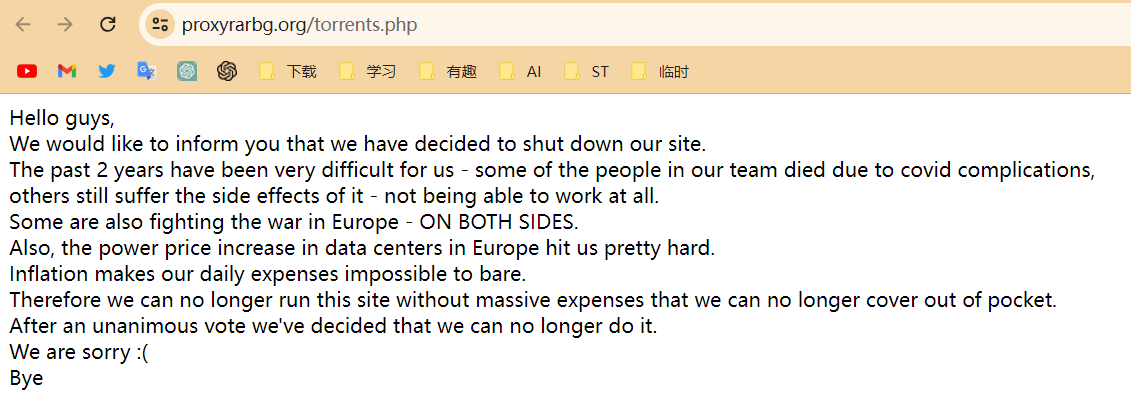 proxyrarbg.org/torrents.php
下载 学习 有趣 AI ST 临时
Hello guys,
We would like to inform you that we have decided to shut down our site.
The past 2 years have been very difficult for us - some of the people in our team died due to covid complications,
others still suffer the side effects of it - not being able to work at all.
Some are also fighting the war in Europe - ON BOTH SIDES.
Also, the power price increase in data centers in Europe hit us pretty hard.
Inflation makes our daily expenses impossible to bare.
Therefore we can no longer run this site without massive expenses that we can no longer cover out of pocket.
After an unanimous vote we've decided that we can no longer do it.
We are sorry :(
Bye